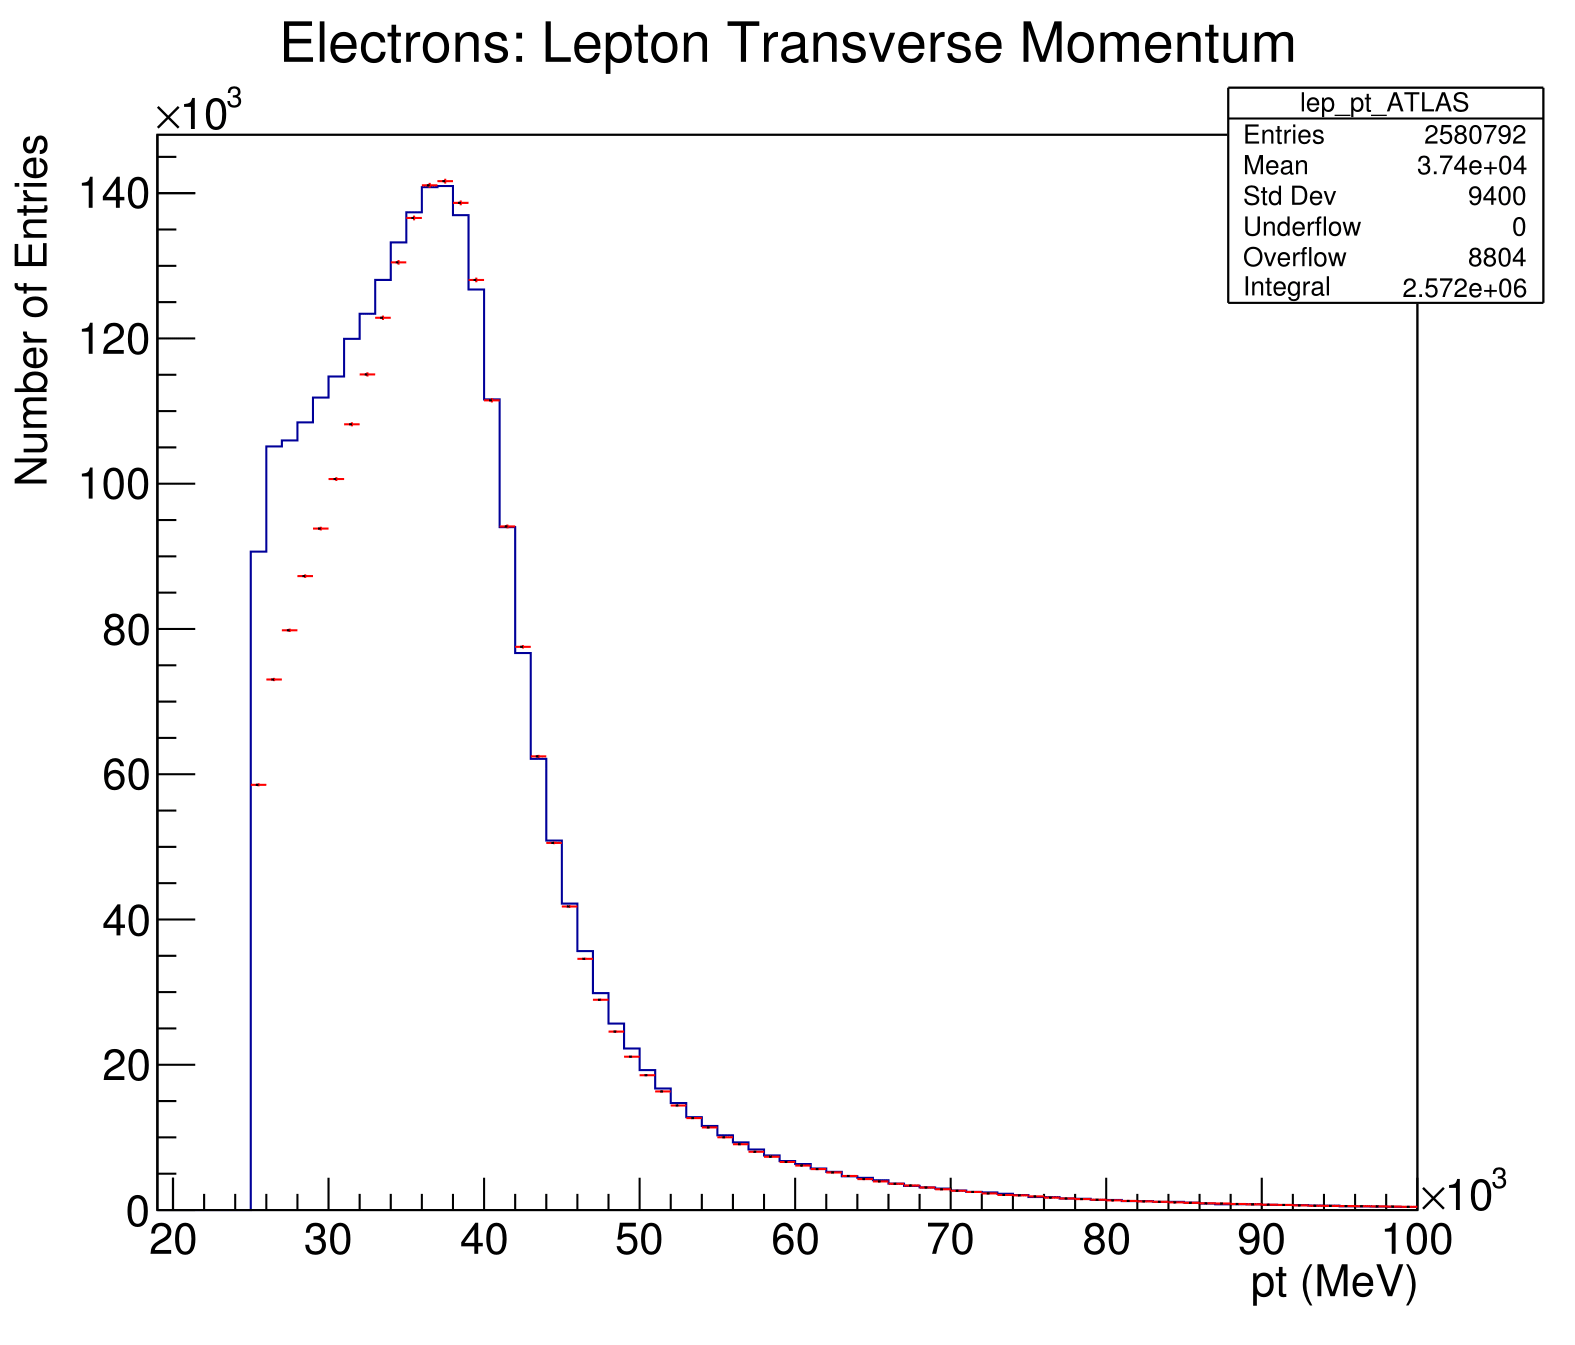 Electrons: Lepton Transverse Momentum
×10³
lep_pt_ATLAS
Entries 2580792
Mean 3.74e+04
Std Dev 9400
Underflow 0
Overflow 8804
Integral 2.572e+06
Number of Entries
140
120
100
80
60
40
20
0
20 30 40 50 60 70 80 90 100
×10³
pt (MeV)